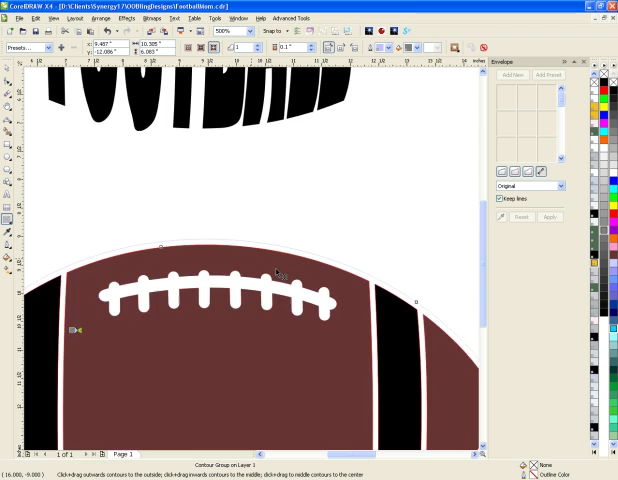 CorelDRAW X4 - [D:\Clients\Synergy17\OOBlingDesigns\FootballMom.cdr]
File Edit View Layout Arrange Effects Bitmaps Text Table Tools Window Help Advanced Tools
500% Snap to
Presets... x: 9.487 " y: -12.086 " 10.385 " 6.083 " 1 0.1 "
Envelope
Add New Add Preset
Original
Keep lines
Reset Apply
1 of 1 Page 1
Contour Group on Layer 1
None
( 16.000, -9.000 ) Click+drag outwards contours to the outside; click+drag inwards contours to the middle; click+drag to middle contours to the center
Outline Color